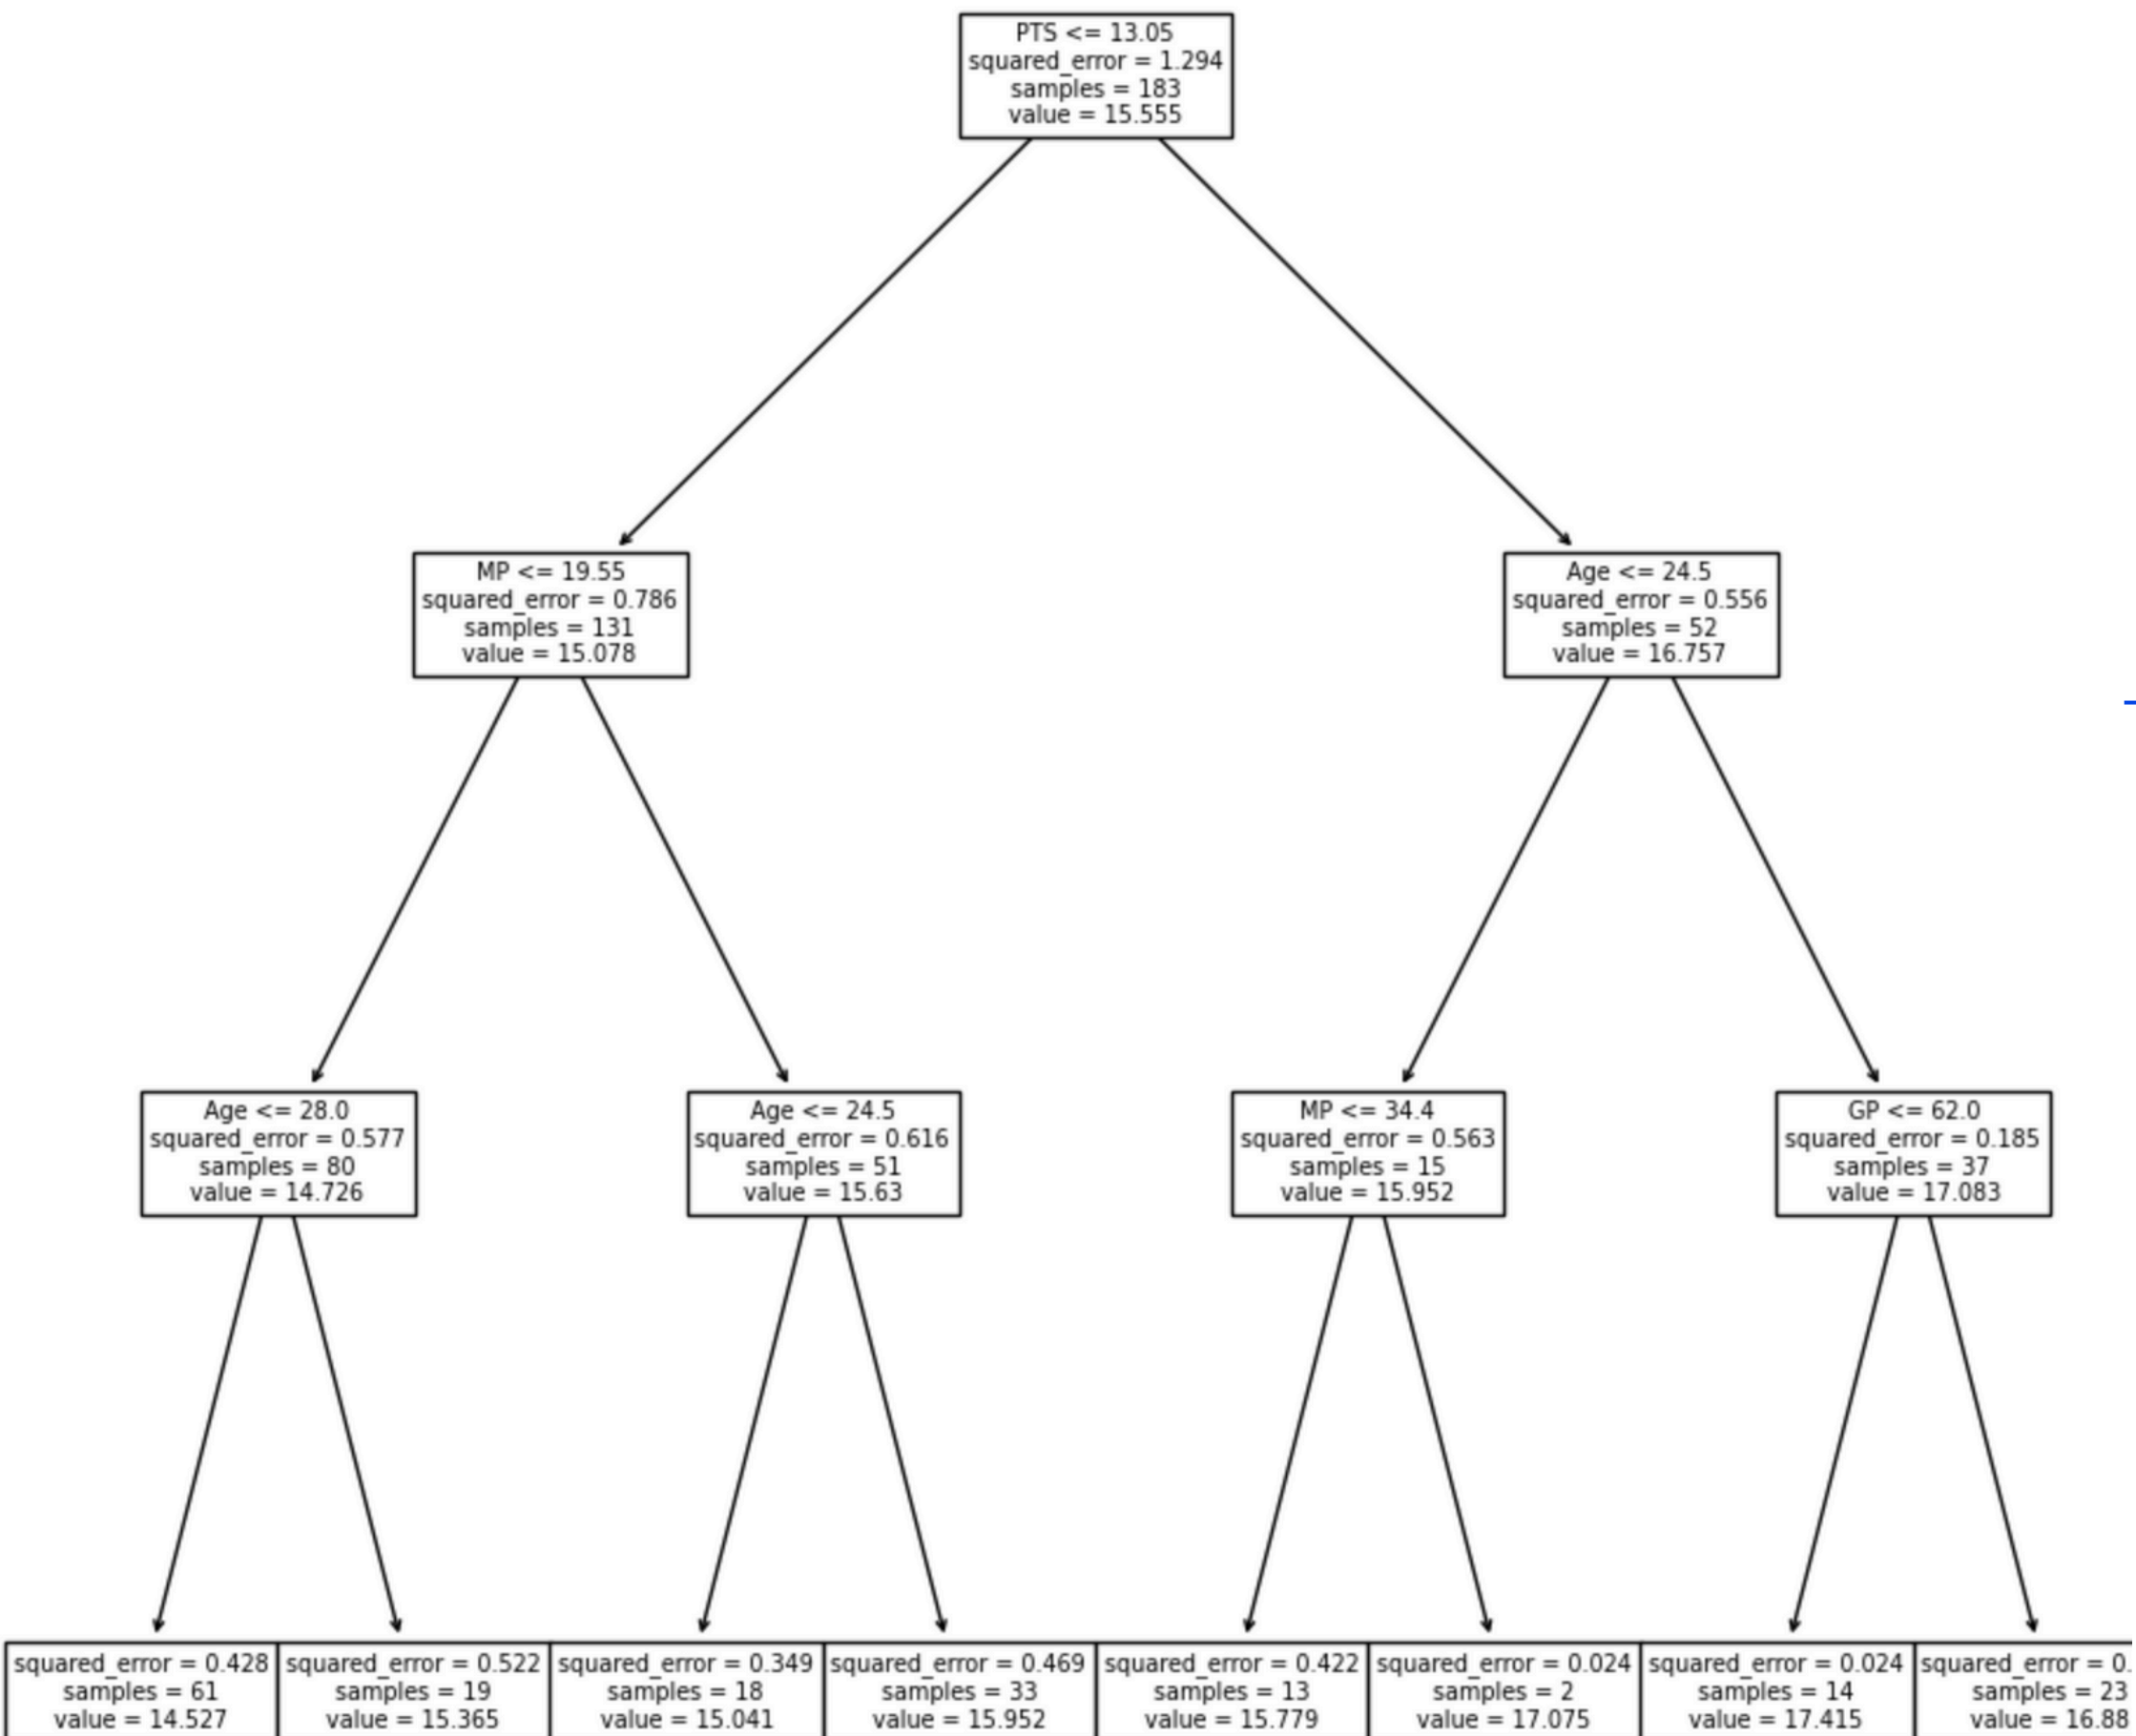 PTS <= 13.05
squared_error = 1.294
samples = 183
value = 15.555
MP <= 19.55
squared_error = 0.786
samples = 131
value = 15.078
Age <= 24.5
squared_error = 0.556
samples = 52
value = 16.757
Age <= 28.0
squared_error = 0.577
samples = 80
value = 14.726
Age <= 24.5
squared_error = 0.616
samples = 51
value = 15.63
MP <= 34.4
squared_error = 0.563
samples = 15
value = 15.952
GP <= 62.0
squared_error = 0.185
samples = 37
value = 17.083
squared_error = 0.428
samples = 61
value = 14.527
squared_error = 0.522
samples = 19
value = 15.365
squared_error = 0.349
samples = 18
value = 15.041
squared_error = 0.469
samples = 33
value = 15.952
squared_error = 0.422
samples = 13
value = 15.779
squared_error = 0.024
samples = 2
value = 17.075
squared_error = 0.024
samples = 14
value = 17.415
squared_error = 0.
samples = 23
value = 16.88